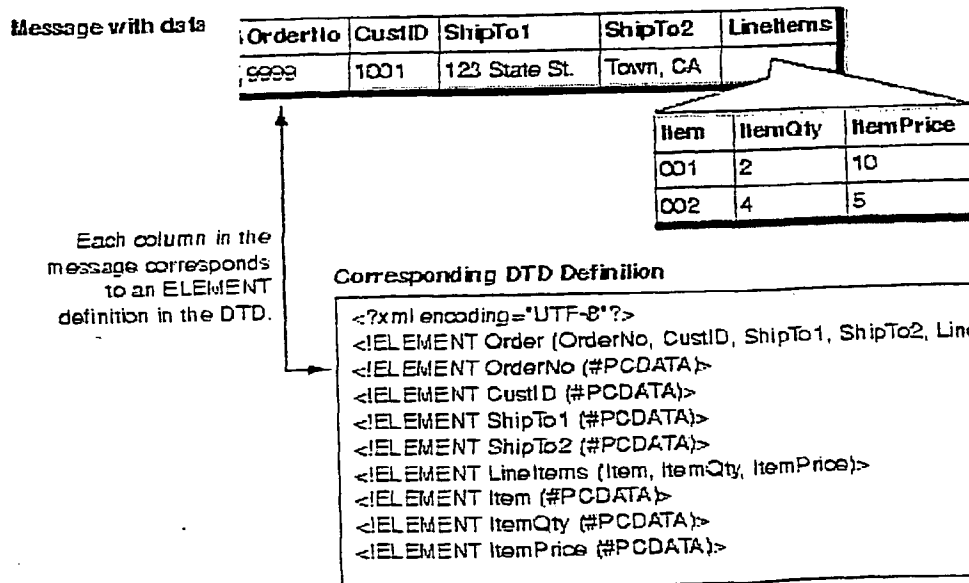 Message with data
OrderNo CustID ShipTo1 ShipTo2 LineItems
9999 1001 123 State St. Town, CA
Item ItemQty ItemPrice
001 2 10
002 4 5
Each column in the
message corresponds
to an ELEMENT
definition in the DTD.
Corresponding DTD Definition
<?xml encoding="UTF-8"?>
<!ELEMENT Order (OrderNo, CustID, ShipTo1, ShipTo2, Line
<!ELEMENT OrderNo (#PCDATA)>
<!ELEMENT CustID (#PCDATA)>
<!ELEMENT ShipTo1 (#PCDATA)>
<!ELEMENT ShipTo2 (#PCDATA)>
<!ELEMENT LineItems (Item, ItemQty, ItemPrice)>
<!ELEMENT Item (#PCDATA)>
<!ELEMENT ItemQty (#PCDATA)>
<!ELEMENT ItemPrice (#PCDATA)>